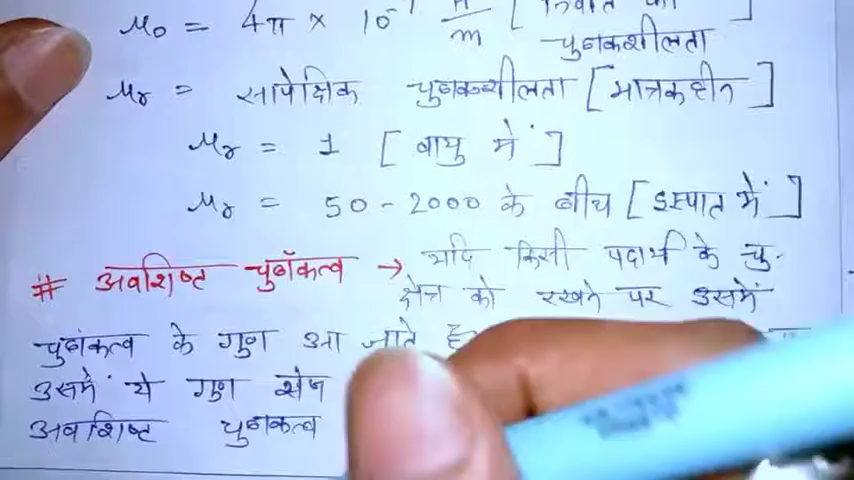 μ₀ = 4π × 10⁻⁷ [
m चुंबकशीलता
μᵣ = सापेक्षिक चुंबकशीलता [मात्रकहीन]
μᵣ = 1 [वायु में]
μᵣ = 50 - 2000 के बीच [इस्पात में]
# अवशिष्ट चुंबकत्व → यदि किसी पदार्थ के चु.
क्षेत्र को रखने पर उसमें
चुंबकत्व के गुण आ जाते
उसमें ये गुण शेष
अवशिष्ट चुंबकत्व